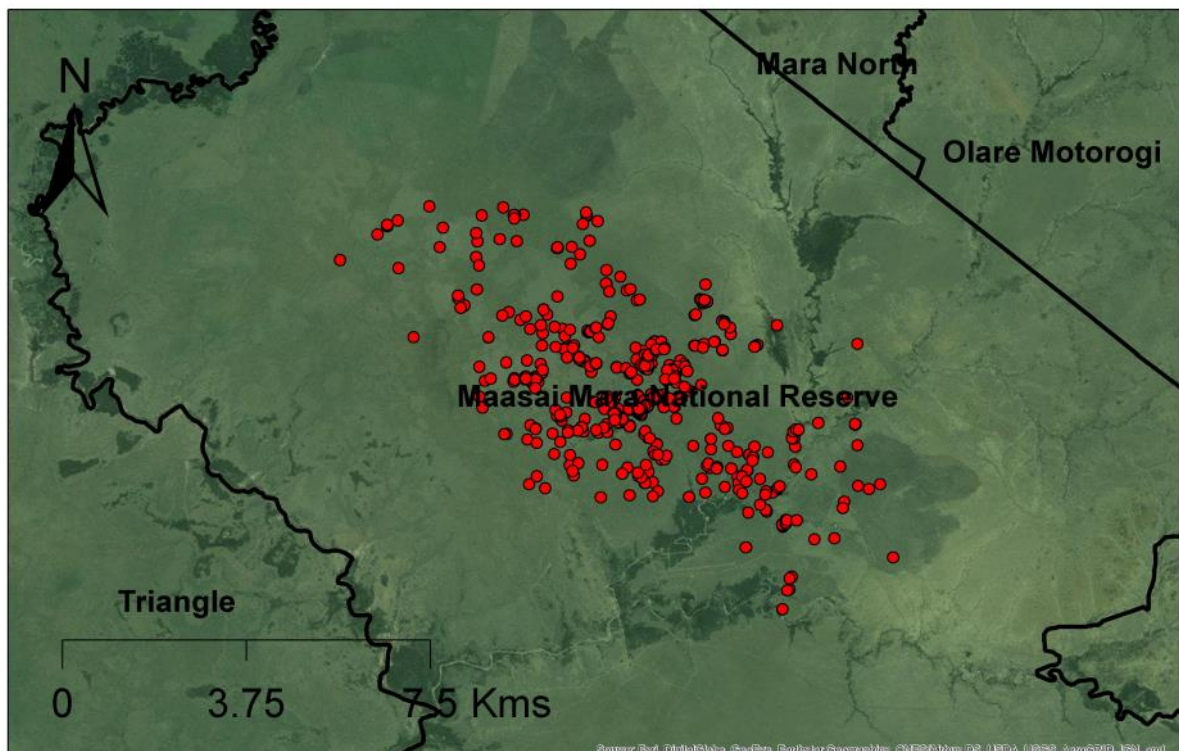 N
Mara North
Olare Motorogi
Maasai Mara National Reserve
Triangle
0 3.75 7.5 Kms